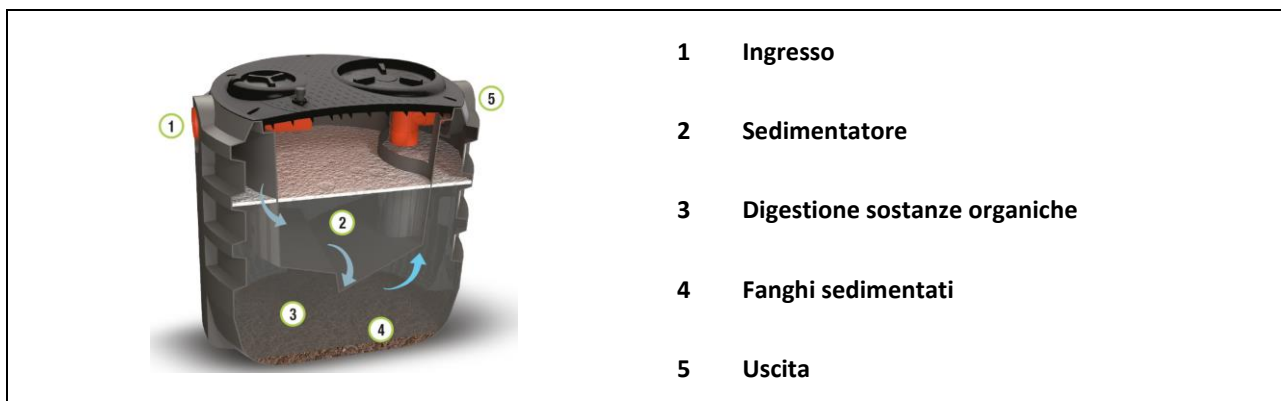 1 Ingresso
2 Sedimentatore
3 Digestione sostanze organiche
4 Fanghi sedimentati
5 Uscita
1
5
2
3
4